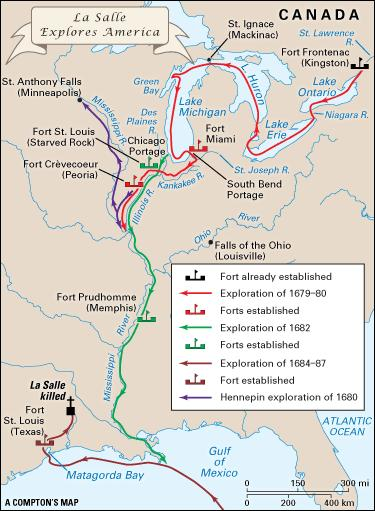 La Salle
Explores America
CANADA
St. Lawrence
R.
St. Ignace
(Mackinac)
Fort Frontenac
(Kingston)
Green
Bay
Lake
Ontario
St. Anthony Falls
(Minneapolis)
Huron
Mississippi R.
Des
Plaines
R.
Lake
Michigan
Lake
Erie
Niagara R.
Fort St. Louis
(Starved Rock)
Chicago
Portage
Fort
Miami
Fort Crèvecoeur
(Peoria)
Kankakee R.
St. Joseph R.
South Bend
Portage
Illinois R.
Ohio
River
Falls of the Ohio
(Louisville)
Fort Prudhomme
(Memphis)
Mississippi
River
Fort already established
Exploration of 1679–80
Forts established
Exploration of 1682
Forts established
Exploration of 1684–87
Fort established
Hennepin exploration of 1680
La Salle
killed
Fort
St. Louis
(Texas)
Matagorda Bay
Gulf
of
Mexico
ATLANTIC
OCEAN
0 150 300 mi
0 200 400 km
A COMPTON'S MAP